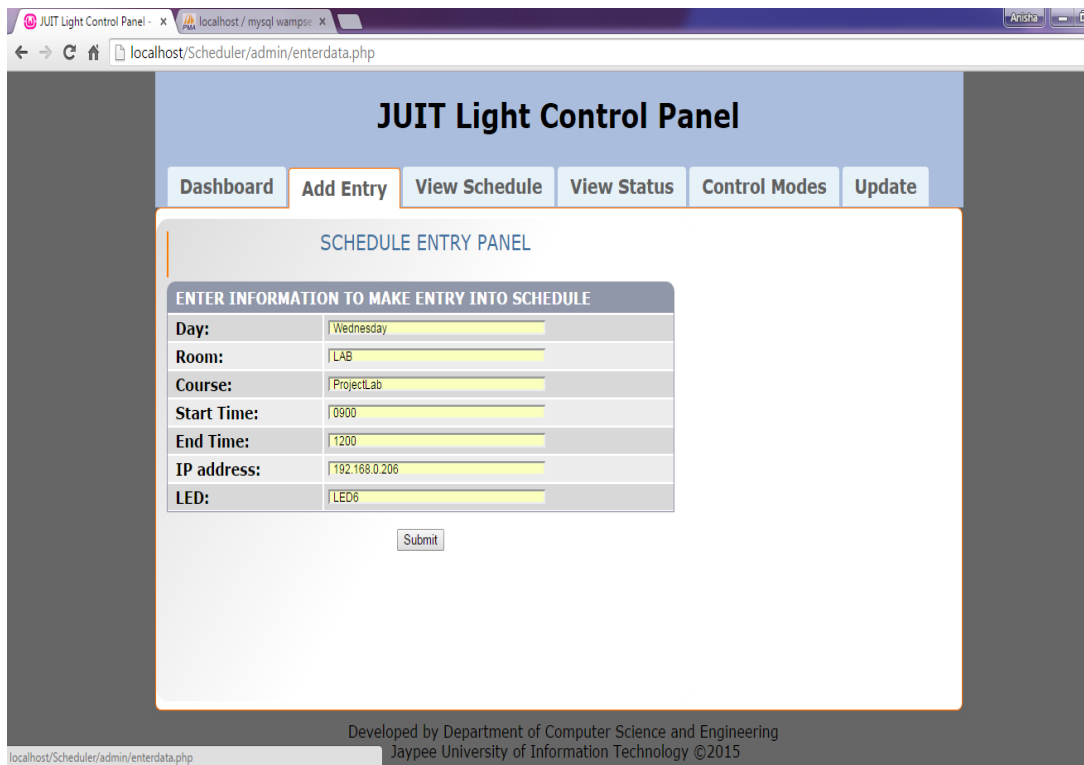 JUIT Light Control Panel - x localhost / mysql wampse x Anisha
localhost/Scheduler/admin/enterdata.php
JUIT Light Control Panel
Dashboard Add Entry View Schedule View Status Control Modes Update
SCHEDULE ENTRY PANEL
ENTER INFORMATION TO MAKE ENTRY INTO SCHEDULE
Day: Wednesday
Room: LAB
Course: ProjectLab
Start Time: 0900
End Time: 1200
IP address: 192.168.0.206
LED: LED6
Submit
Developed by Department of Computer Science and Engineering
Jaypee University of Information Technology ©2015
localhost/Scheduler/admin/enterdata.php